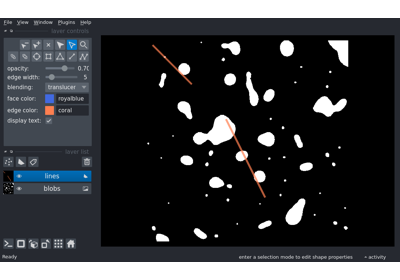 File View Window Plugins Help
layer controls
opacity: 0.70
edge width: 5
blending: translucer
face color: royalblue
edge color: coral
display text:
layer list
lines
blobs
Ready
enter a selection mode to edit shape properties
activity